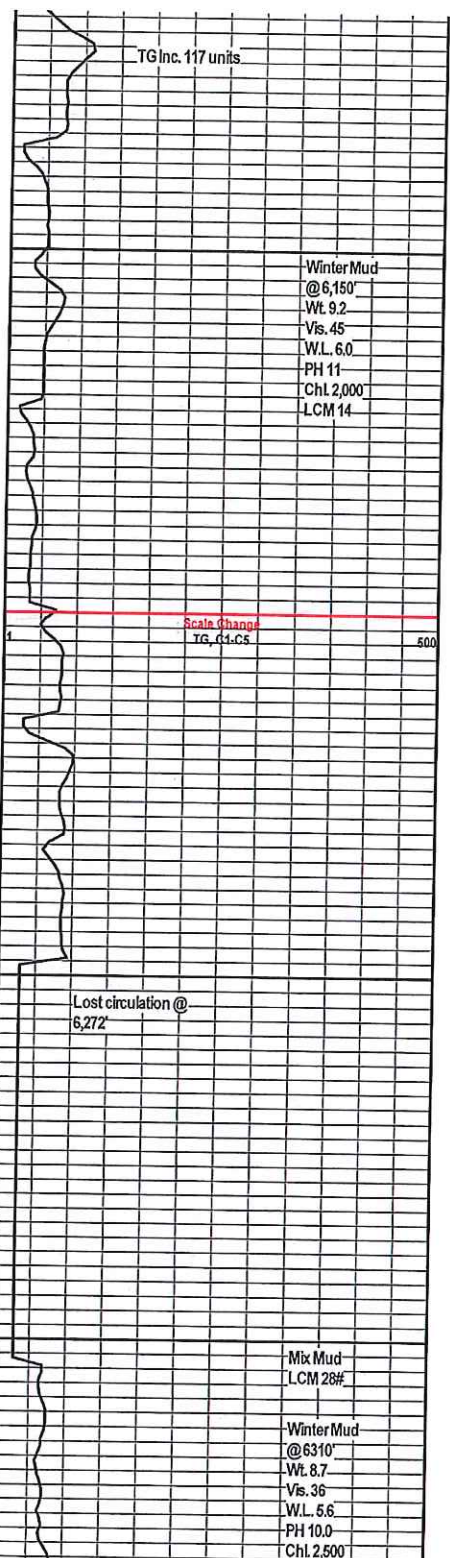 TG Inc. 117 units
Winter Mud
@ 6,150'
Wt. 9.2
Vis. 45
W.L. 6.0
PH 11
Chl. 2,000
LCM 14
Scale Change
1 TG, C1-C5 500
Lost circulation @
6,272'
Mix Mud
LCM 28#
Winter Mud
@6310'
Wt. 8.7
Vis. 36
W.L. 5.6
PH 10.0
Chl. 2,500